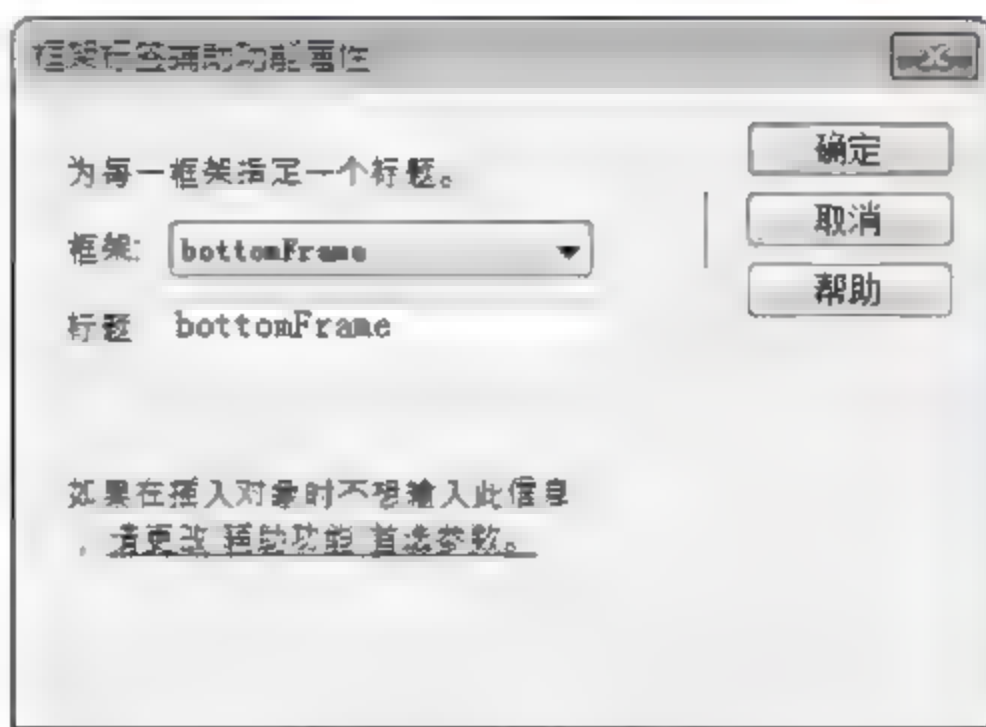 框架标签辅助功能属性
为每一框架指定一个标题。
框架: bottomFrame
标题 bottomFrame
确定
取消
帮助
如果在插入对象时不想输入此信息
,请更改 辅助功能 首选参数。